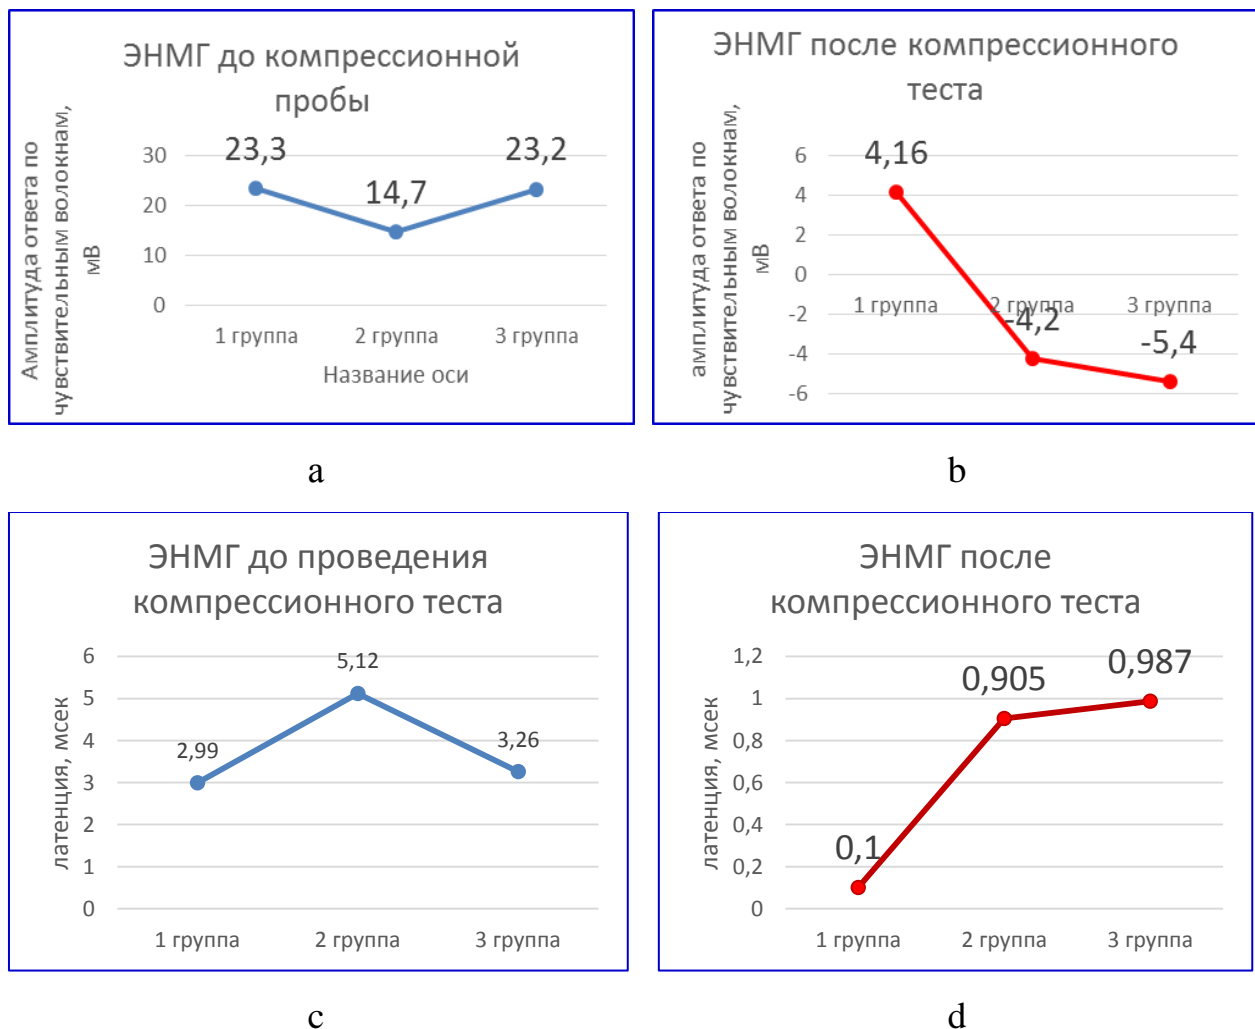 ЭНМГ до компрессионной
пробы
Амплитуда ответа по
чувствительным волокнам,
мВ
30
20
10
0
23,3
14,7
23,2
1 группа
2 группа
3 группа
Название оси
a
ЭНМГ после компрессионного
теста
амплитуда ответа по
чувствительным волокнам,
мВ
6
4
2
0
-2
-4
-6
4,16
-4,2
-5,4
1 группа
2 группа
3 группа
b
ЭНМГ до проведения
компрессионного теста
латенция, мсек
6
5
4
3
2
1
0
2,99
5,12
3,26
1 группа
2 группа
3 группа
c
ЭНМГ после
компрессионного теста
латенция, мсек
1,2
1
0,8
0,6
0,4
0,2
0
0,1
0,905
0,987
1 группа
2 группа
3 группа
d